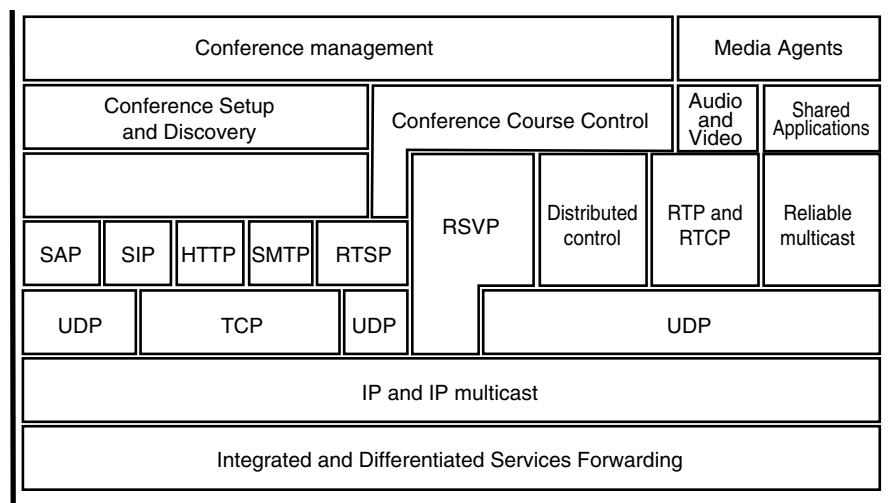 Conference management
Media Agents
Conference Setup
and Discovery
Conference Course Control
Audio
and
Video
Shared
Applications
RSVP
Distributed
control
RTP and
RTCP
Reliable
multicast
SAP
SIP
HTTP
SMTP
RTSP
UDP
TCP
UDP
UDP
IP and IP multicast
Integrated and Differentiated Services Forwarding